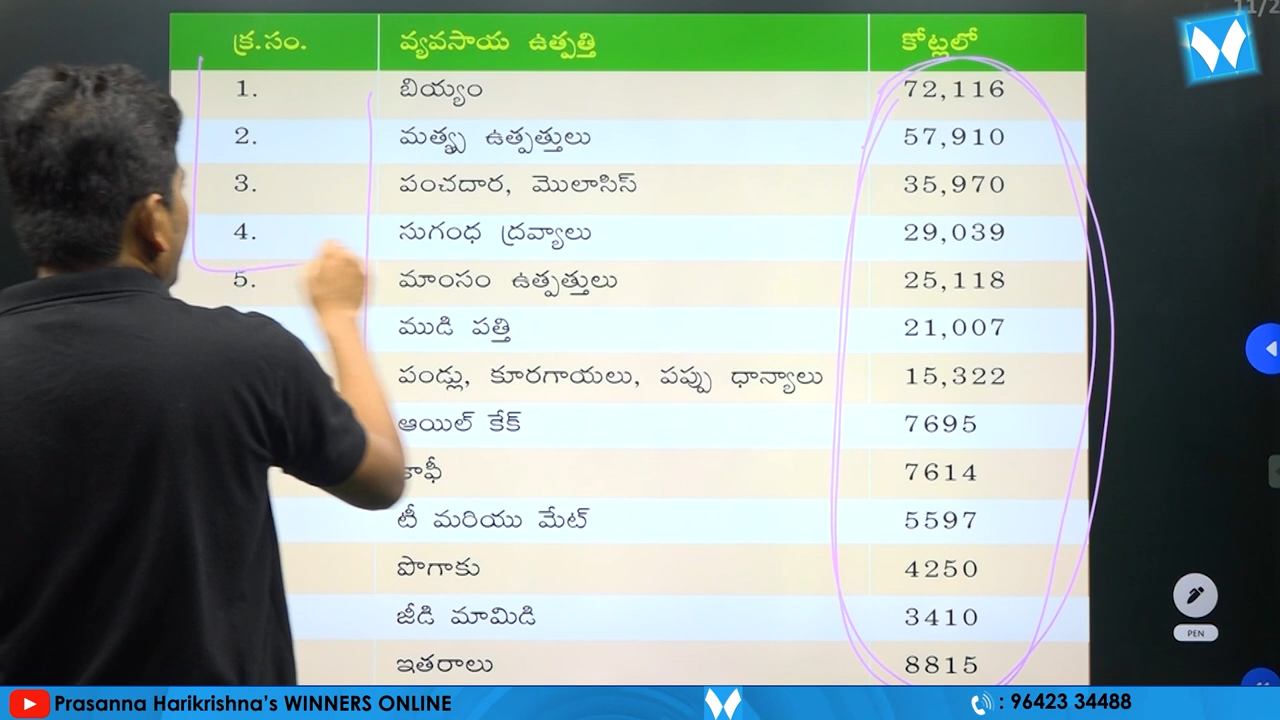 11/2
క్ర.సం. వ్యవసాయ ఉత్పత్తి కోట్లలో
1. బియ్యం 72,116
2. మత్స్య ఉత్పత్తులు 57,910
3. పంచదార, మొలాసిస్ 35,970
4. సుగంధ ద్రవ్యాలు 29,039
5. మాంసం ఉత్పత్తులు 25,118
ముడి పత్తి 21,007
పండ్లు, కూరగాయలు, పప్పు ధాన్యాలు 15,322
ఆయిల్ కేక్ 7695
కాఫీ 7614
టీ మరియు మేట్ 5597
పొగాకు 4250
జీడి మామిడి 3410
ఇతరాలు 8815
PEN
Prasanna Harikrishna's WINNERS ONLINE : 96423 34488